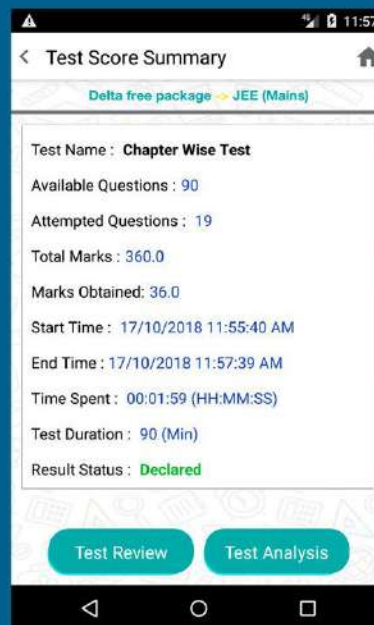 11:57
Test Score Summary
Delta free package -> JEE (Mains)
Test Name : Chapter Wise Test
Available Questions : 90
Attempted Questions : 19
Total Marks : 360.0
Marks Obtained: 36.0
Start Time : 17/10/2018 11:55:40 AM
End Time : 17/10/2018 11:57:39 AM
Time Spent : 00:01:59 (HH:MM:SS)
Test Duration : 90 (Min)
Result Status : Declared
Test Review Test Analysis